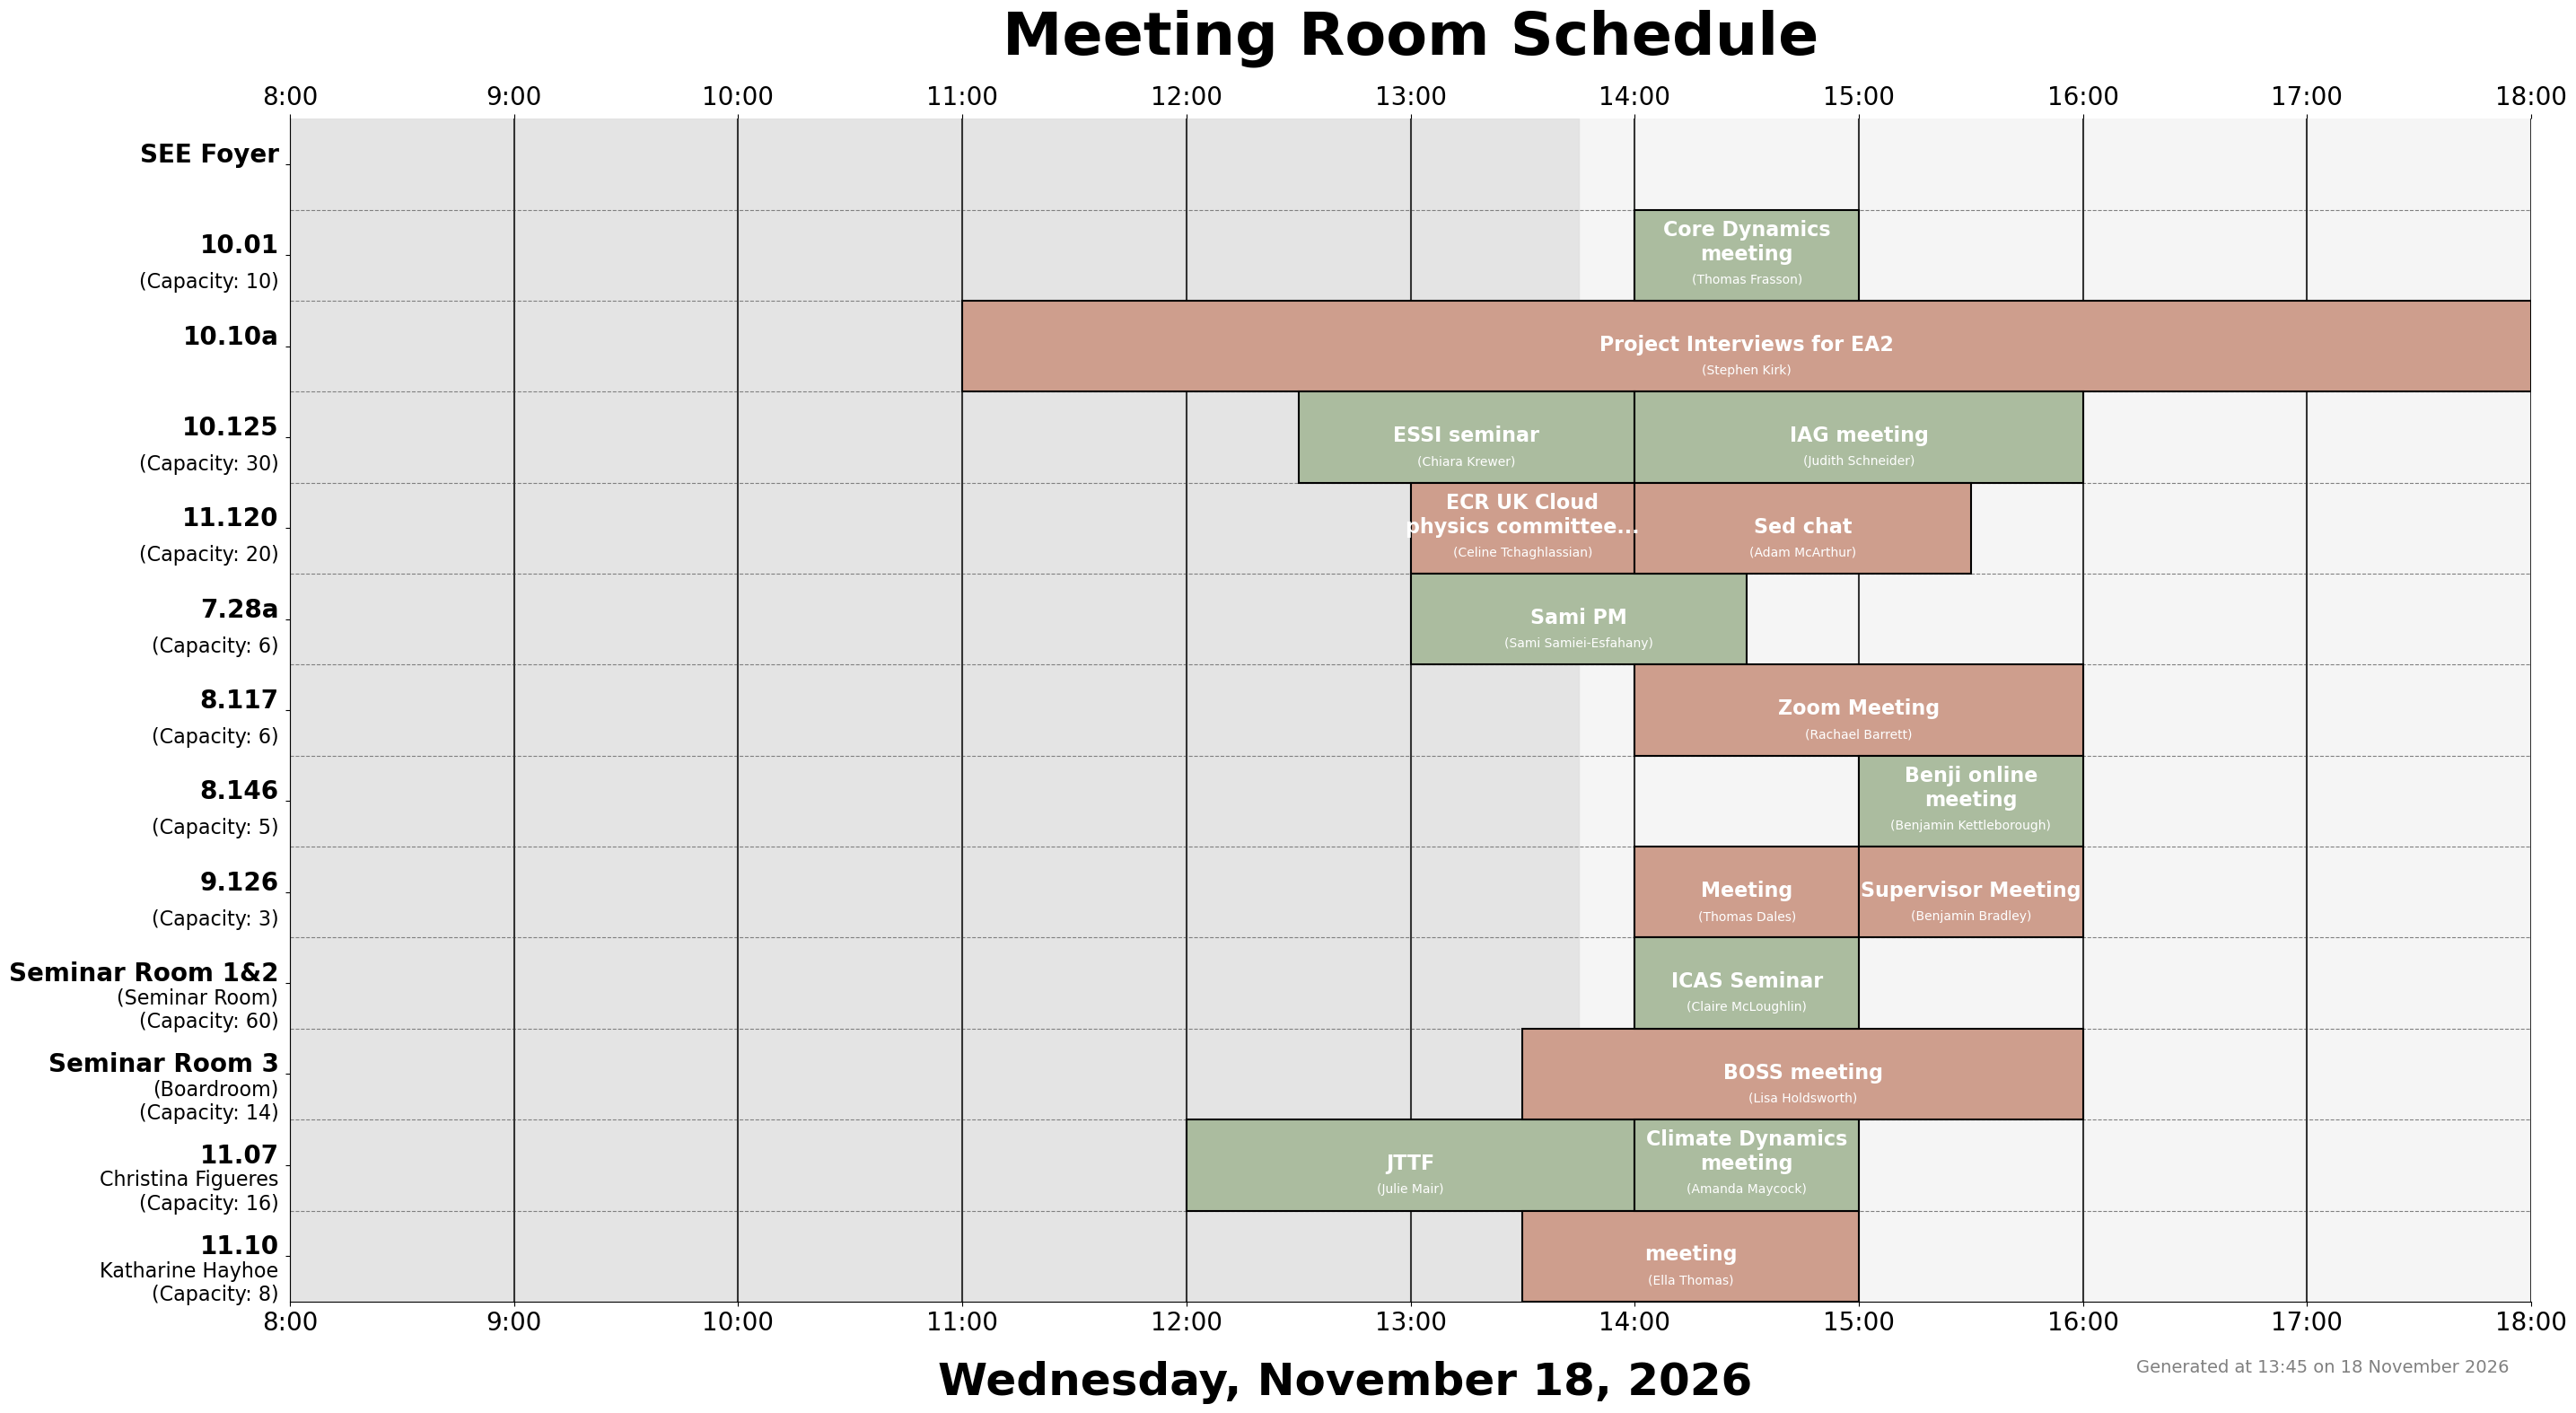 Meeting Room Schedule
8:00 9:00 10:00 11:00 12:00 13:00 14:00 15:00 16:00 17:00 18:00
SEE Foyer
10.01
(Capacity: 10)
Core Dynamics
meeting
(Thomas Frasson)
10.10a
Project Interviews for EA2
(Stephen Kirk)
10.125
(Capacity: 30)
ESSI seminar
(Chiara Krewer)
IAG meeting
(Judith Schneider)
11.120
(Capacity: 20)
ECR UK Cloud
physics committee...
(Celine Tchaghlassian)
Sed chat
(Adam McArthur)
7.28a
(Capacity: 6)
Sami PM
(Sami Samiei-Esfahany)
8.117
(Capacity: 6)
Zoom Meeting
(Rachael Barrett)
8.146
(Capacity: 5)
Benji online
meeting
(Benjamin Kettleborough)
9.126
(Capacity: 3)
Meeting
(Thomas Dales)
Supervisor Meeting
(Benjamin Bradley)
Seminar Room 1&2
(Seminar Room)
(Capacity: 60)
ICAS Seminar
(Claire McLoughlin)
Seminar Room 3
(Boardroom)
(Capacity: 14)
BOSS meeting
(Lisa Holdsworth)
11.07
Christina Figueres
(Capacity: 16)
JTTF
(Julie Mair)
Climate Dynamics
meeting
(Amanda Maycock)
11.10
Katharine Hayhoe
(Capacity: 8)
meeting
(Ella Thomas)
8:00 9:00 10:00 11:00 12:00 13:00 14:00 15:00 16:00 17:00 18:00
Wednesday, November 18, 2026
Generated at 13:45 on 18 November 2026